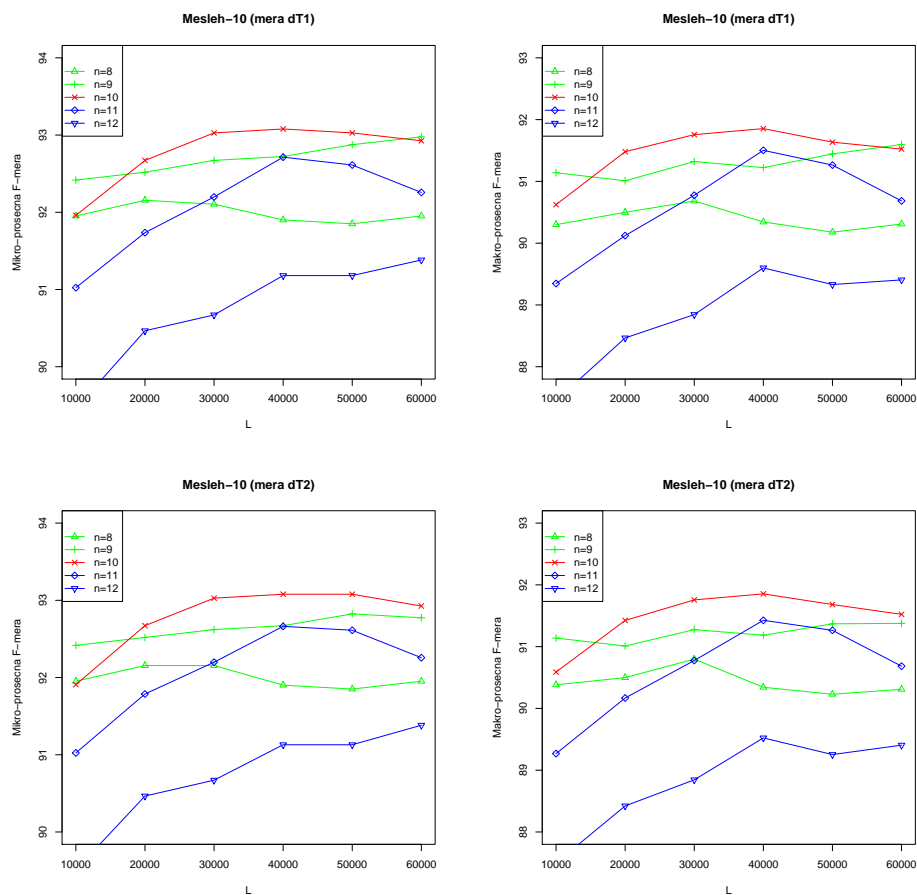 Mesleh−10 (mera dT1)
Mikro−prosecna F−mera
94
93
92
91
90
n=8
n=9
n=10
n=11
n=12
10000 20000 30000 40000 50000 60000
L
Mesleh−10 (mera dT1)
Makro−prosecna F−mera
93
92
91
90
89
88
n=8
n=9
n=10
n=11
n=12
10000 20000 30000 40000 50000 60000
L
Mesleh−10 (mera dT2)
Mikro−prosecna F−mera
94
93
92
91
90
n=8
n=9
n=10
n=11
n=12
10000 20000 30000 40000 50000 60000
L
Mesleh−10 (mera dT2)
Makro−prosecna F−mera
93
92
91
90
89
88
n=8
n=9
n=10
n=11
n=12
10000 20000 30000 40000 50000 60000
L